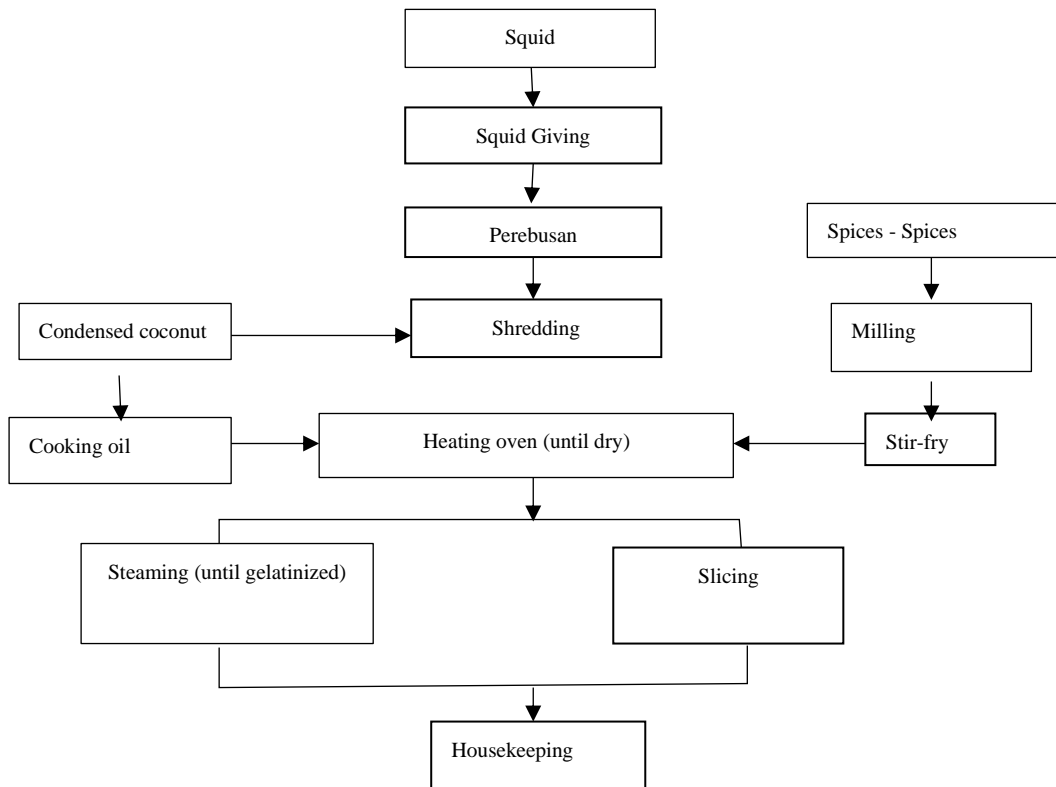 Squid
Squid Giving
Perebusan
Spices - Spices
Condensed coconut
Shredding
Milling
Cooking oil
Heating oven (until dry)
Stir-fry
Steaming (until gelatinized)
Slicing
Housekeeping